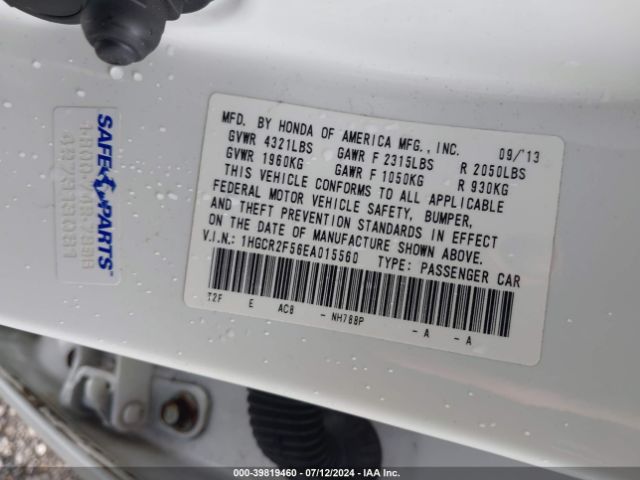 MFD. BY HONDA OF AMERICA MFG., INC. 09/'13
GVWR 4321LBS GAWR F 2315LBS R 2050LBS
GVWR 1960KG GAWR F 1050KG R 930KG
THIS VEHICLE CONFORMS TO ALL APPLICABLE
FEDERAL MOTOR VEHICLE SAFETY, BUMPER,
AND THEFT PREVENTION STANDARDS IN EFFECT
ON THE DATE OF MANUFACTURE SHOWN ABOVE.
V.I.N.: 1HGCR2F56EA015560 TYPE: PASSENGER CAR
T2F E AC8 - NH788P - A - A
SAFE PARTS
000-39819460 - 07/12/2024 - IAA Inc.